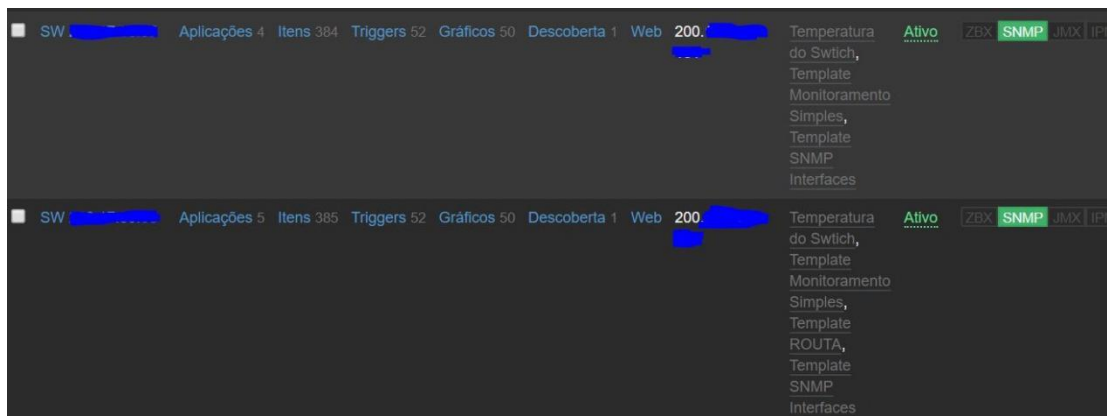 SW Aplicações 4 Itens 384 Triggers 52 Gráficos 50 Descoberta 1 Web 200. Temperatura Ativo ZBX SNMP JMX
do Swtich,
Template
Monitoramento
Simples,
Template
SNMP
Interfaces
SW Aplicações 5 Itens 385 Triggers 52 Gráficos 50 Descoberta 1 Web 200. Temperatura Ativo ZBX SNMP JMX
do Swtich,
Template
Monitoramento
Simples,
Template
ROUTA,
Template
SNMP
Interfaces